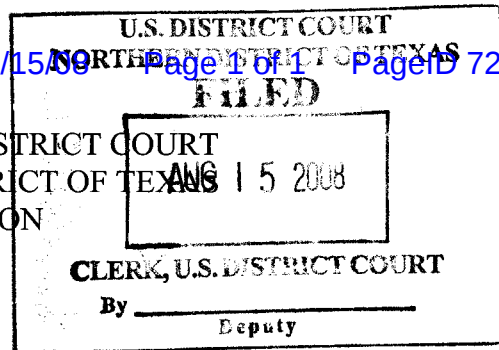 U.S. DISTRICT COURT
NORTHERN DISTRICT OF TEXAS
/15/08 Page 1 of 1 PageID 72
FILED
STRICT COURT
RICT OF TEXAS
AUG 15 2008
ON
CLERK, U.S. DISTRICT COURT
By
Deputy